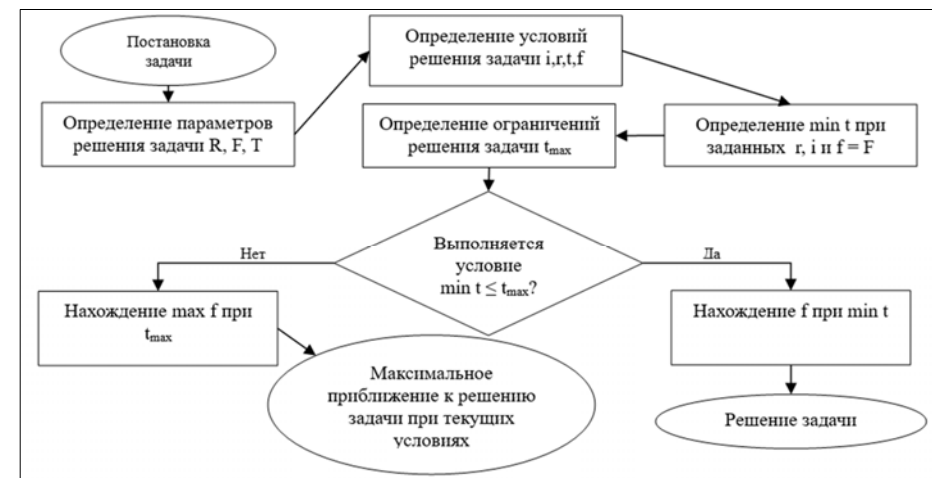 Постановка
задачи
Определение параметров
решения задачи R, F, T
Определение условий
решения задачи i,r,t,f
Определение min t при
заданных r, i и f = F
Определение ограничений
решения задачи tmax
Выполняется
условие
min t ≤ tmax?
Нет
Да
Нахождение max f при
tmax
Максимальное
приближение к решению
задачи при текущих
условиях
Нахождение f при min t
Решение задачи